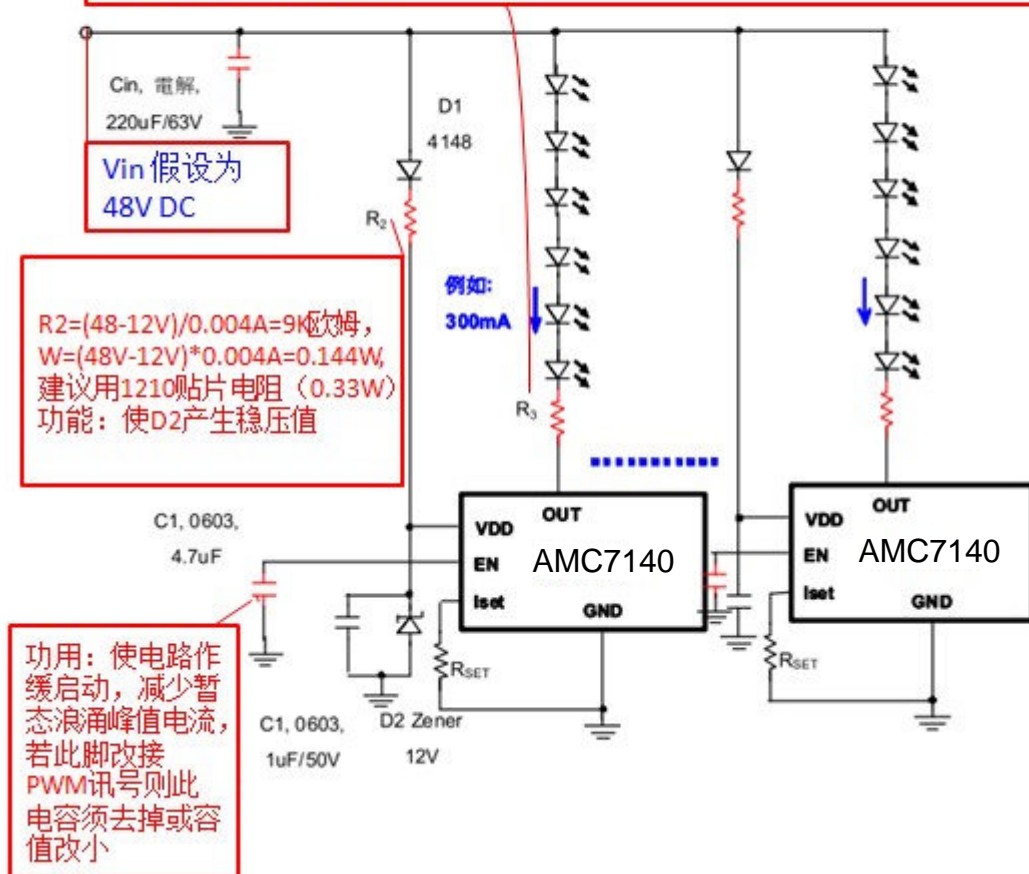 Cin, 電解,
220uF/63V
Vin 假设为
48V DC
D1
4148
R2
R2=(48-12V)/0.004A=9K欧姆，
W=(48V-12V)*0.004A=0.144W,
建议用1210贴片电阻（0.33W）
功能：使D2产生稳压值
例如:
300mA
R3
C1, 0603,
4.7uF
VDD
OUT
EN
AMC7140
Iset
GND
RSET
VDD
OUT
EN
AMC7140
Iset
GND
RSET
功用：使电路作
缓启动，减少暂
态浪涌峰值电流，
若此脚改接
PWM讯号则此
电容须去掉或容
值改小
C1, 0603,
1uF/50V
D2 Zener
12V